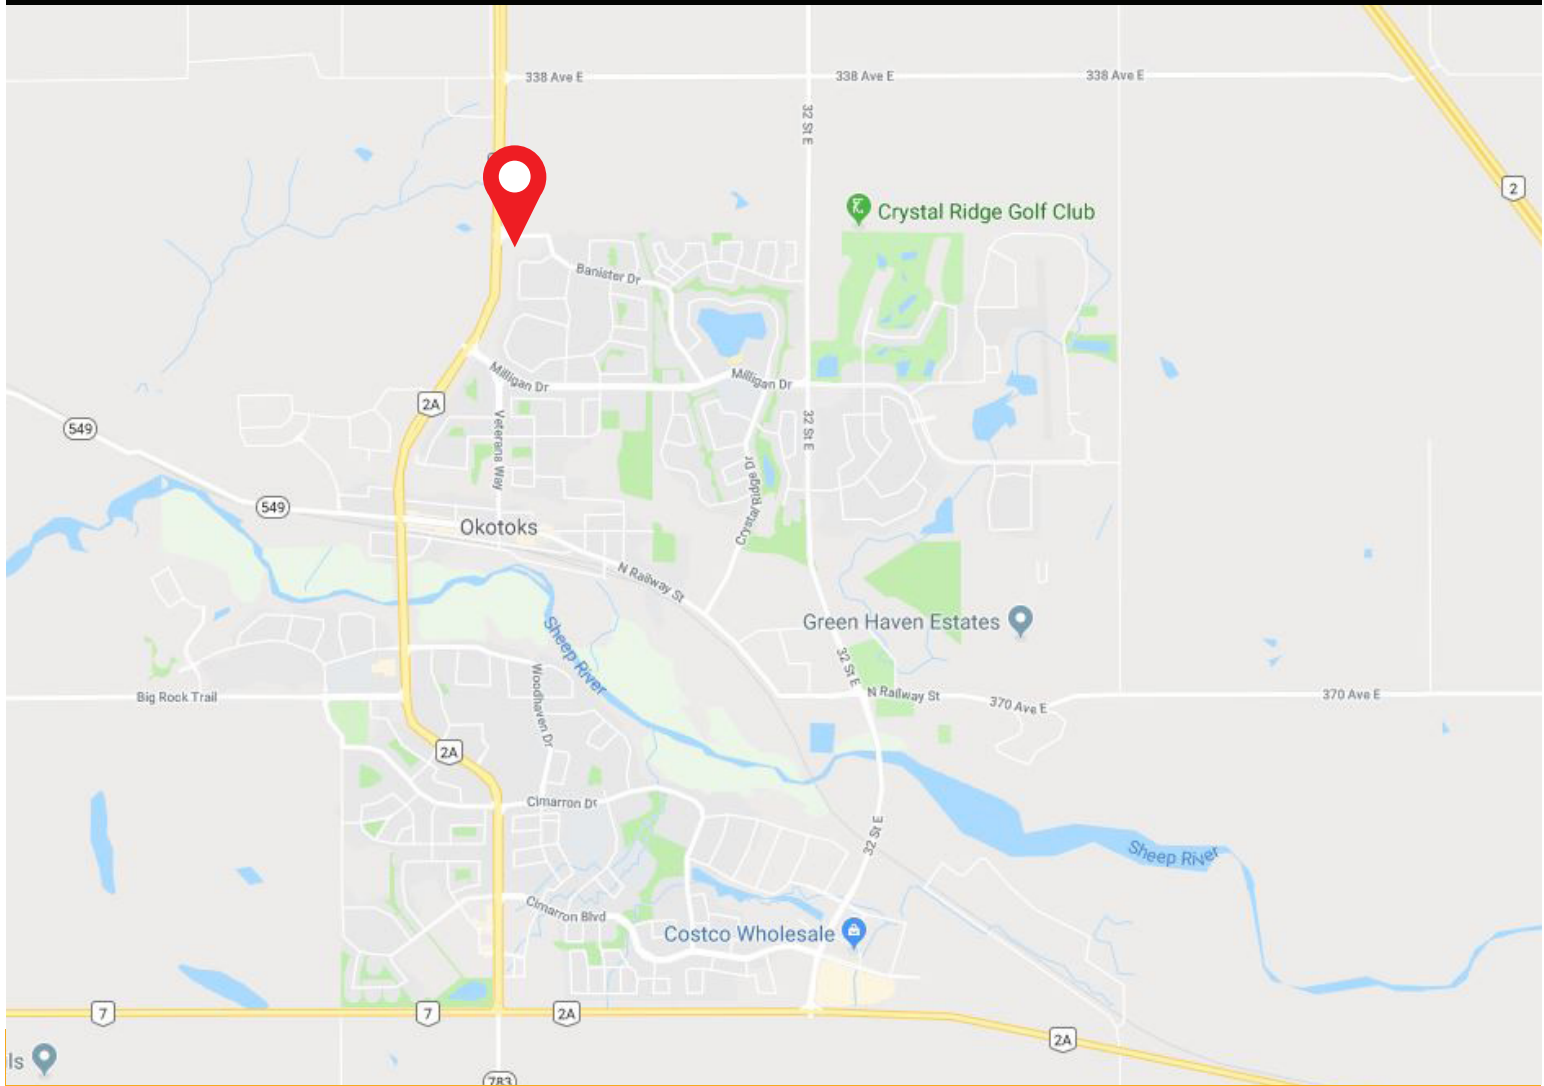 338 Ave E
338 Ave E
338 Ave E
32 St E
2
Crystal Ridge Golf Club
Banister Dr
Milligan Dr
Milligan Dr
2A
549
Veterans Way
32 St E
Crystal Ridge Dr
549
Okotoks
N Railway St
Green Haven Estates
Sheep River
32 St E
Woodhaven Dr
Big Rock Trail
N Railway St
370 Ave E
370 Ave E
2A
Cimarron Dr
32 St E
Sheep River
Cimarron Blvd
Costco Wholesale
7
7
2A
2A
ls
783